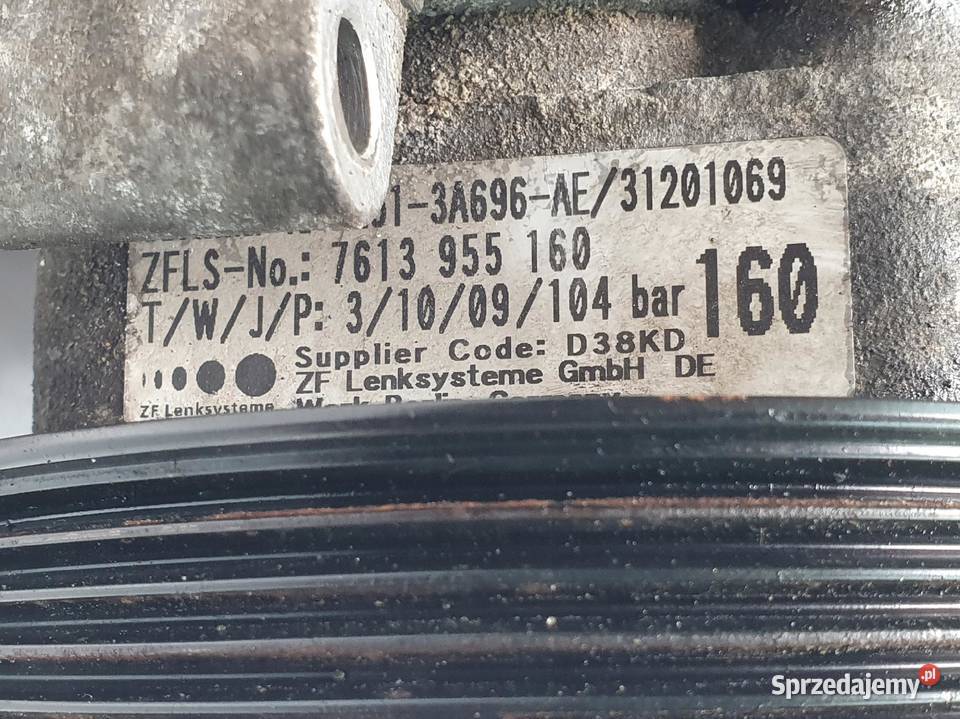 31-3A696-AE/31201069
ZFLS-No.: 7613 955 160
T/W/J/P: 3/10/09/104 bar 160
Supplier Code: D38KD
ZF Lenksysteme GmbH DE
ZF Lenksysteme
Sprzedajemy.pl